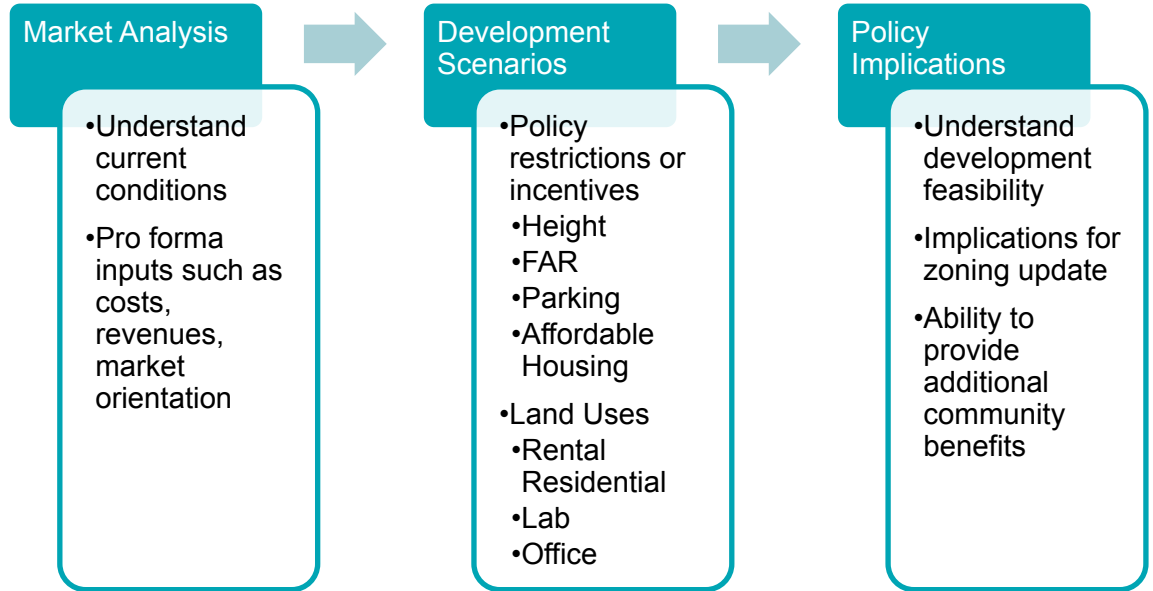 Market Analysis
•Understand
current
conditions
•Pro forma
inputs such as
costs,
revenues,
market
orientation
Development
Scenarios
•Policy
restrictions or
incentives
•Height
•FAR
•Parking
•Affordable
Housing
•Land Uses
•Rental
Residential
•Lab
•Office
Policy
Implications
•Understand
development
feasibility
•Implications for
zoning update
•Ability to
provide
additional
community
benefits